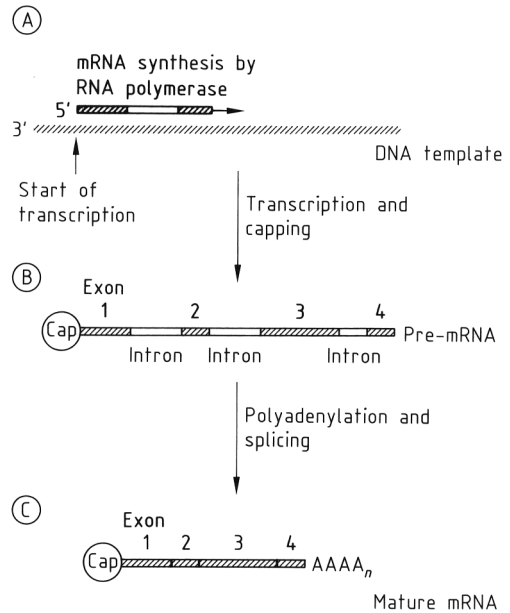 A
mRNA synthesis by
RNA polymerase
5'
3'
DNA template
Start of
transcription
Transcription and
capping
B
Exon
1 2 3 4
Cap
Pre-mRNA
Intron Intron Intron
Polyadenylation and
splicing
C
Exon
1 2 3 4
Cap
AAAAn
Mature mRNA